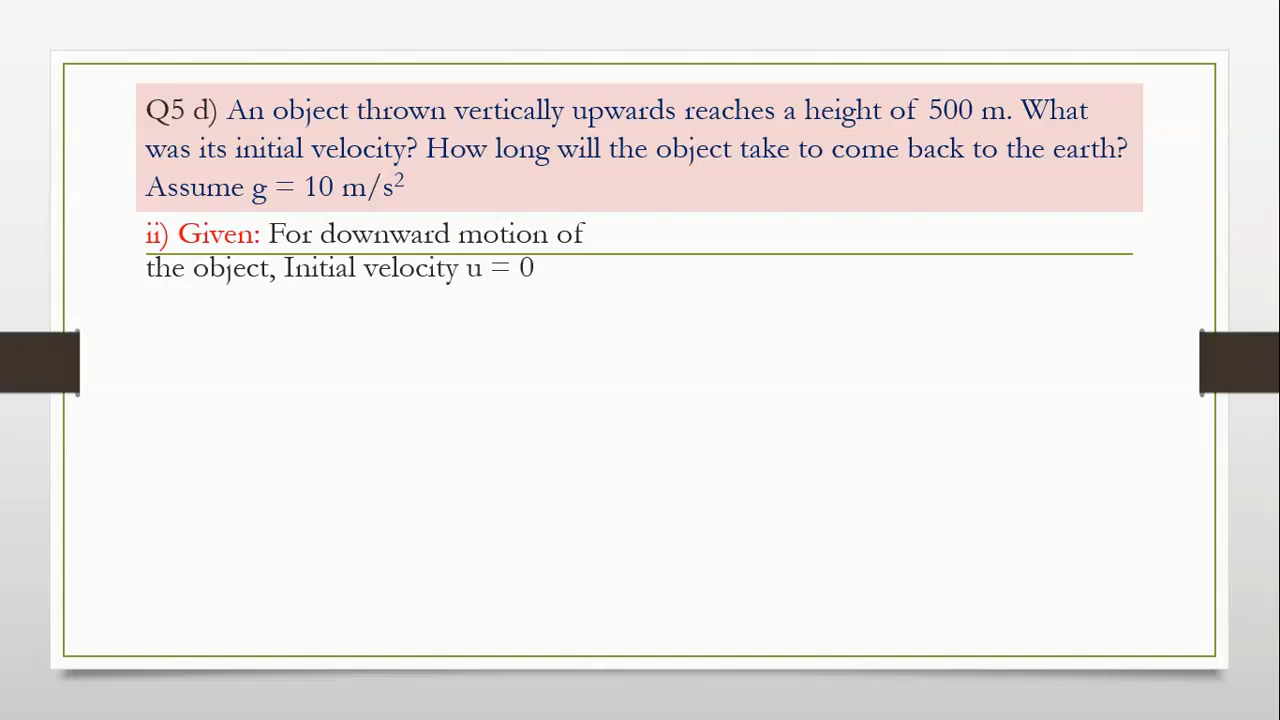 Q5 d) An object thrown vertically upwards reaches a height of 500 m. What
was its initial velocity? How long will the object take to come back to the earth?
Assume g = 10 m/s²
ii) Given: For downward motion of
the object, Initial velocity u = 0